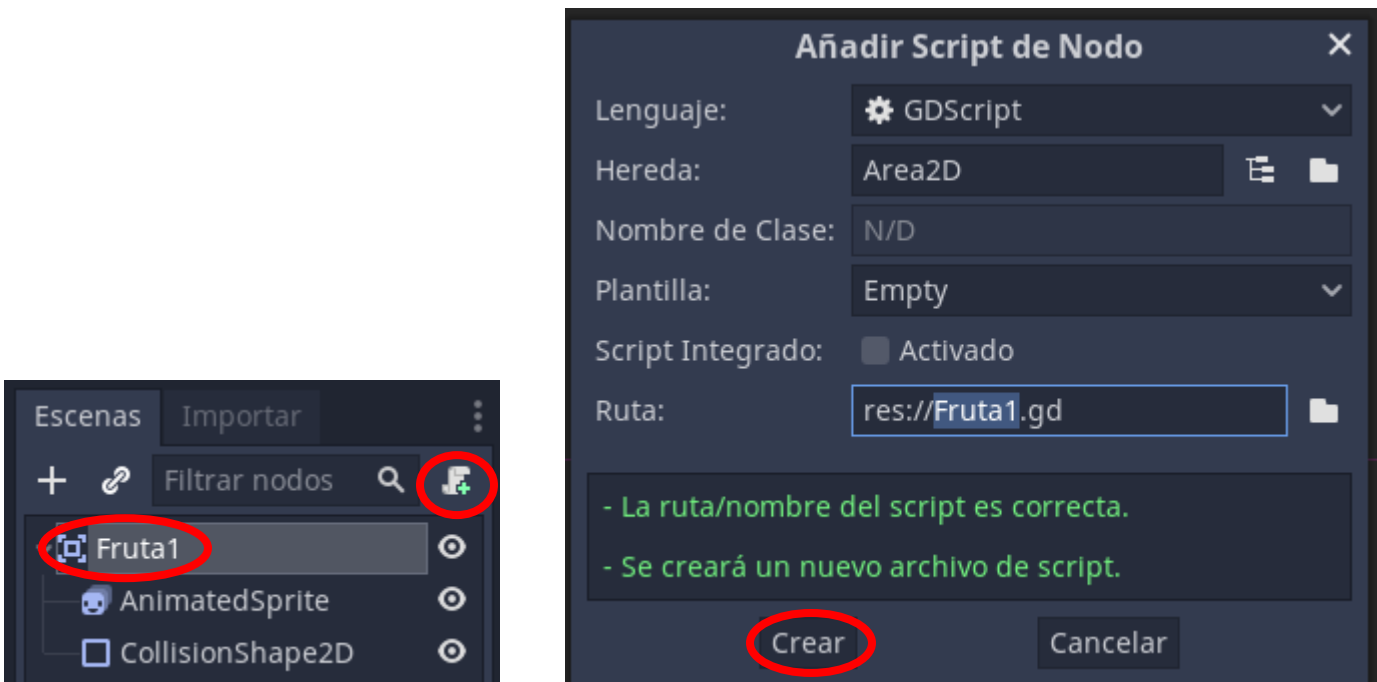 Escenas Importar
Filtrar nodos
Fruta1
AnimatedSprite
CollisionShape2D
Añadir Script de Nodo
Lenguaje: GDScript
Hereda: Area2D
Nombre de Clase: N/D
Plantilla: Empty
Script Integrado: Activado
Ruta: res://Fruta1.gd
- La ruta/nombre del script es correcta.
- Se creará un nuevo archivo de script.
Crear Cancelar